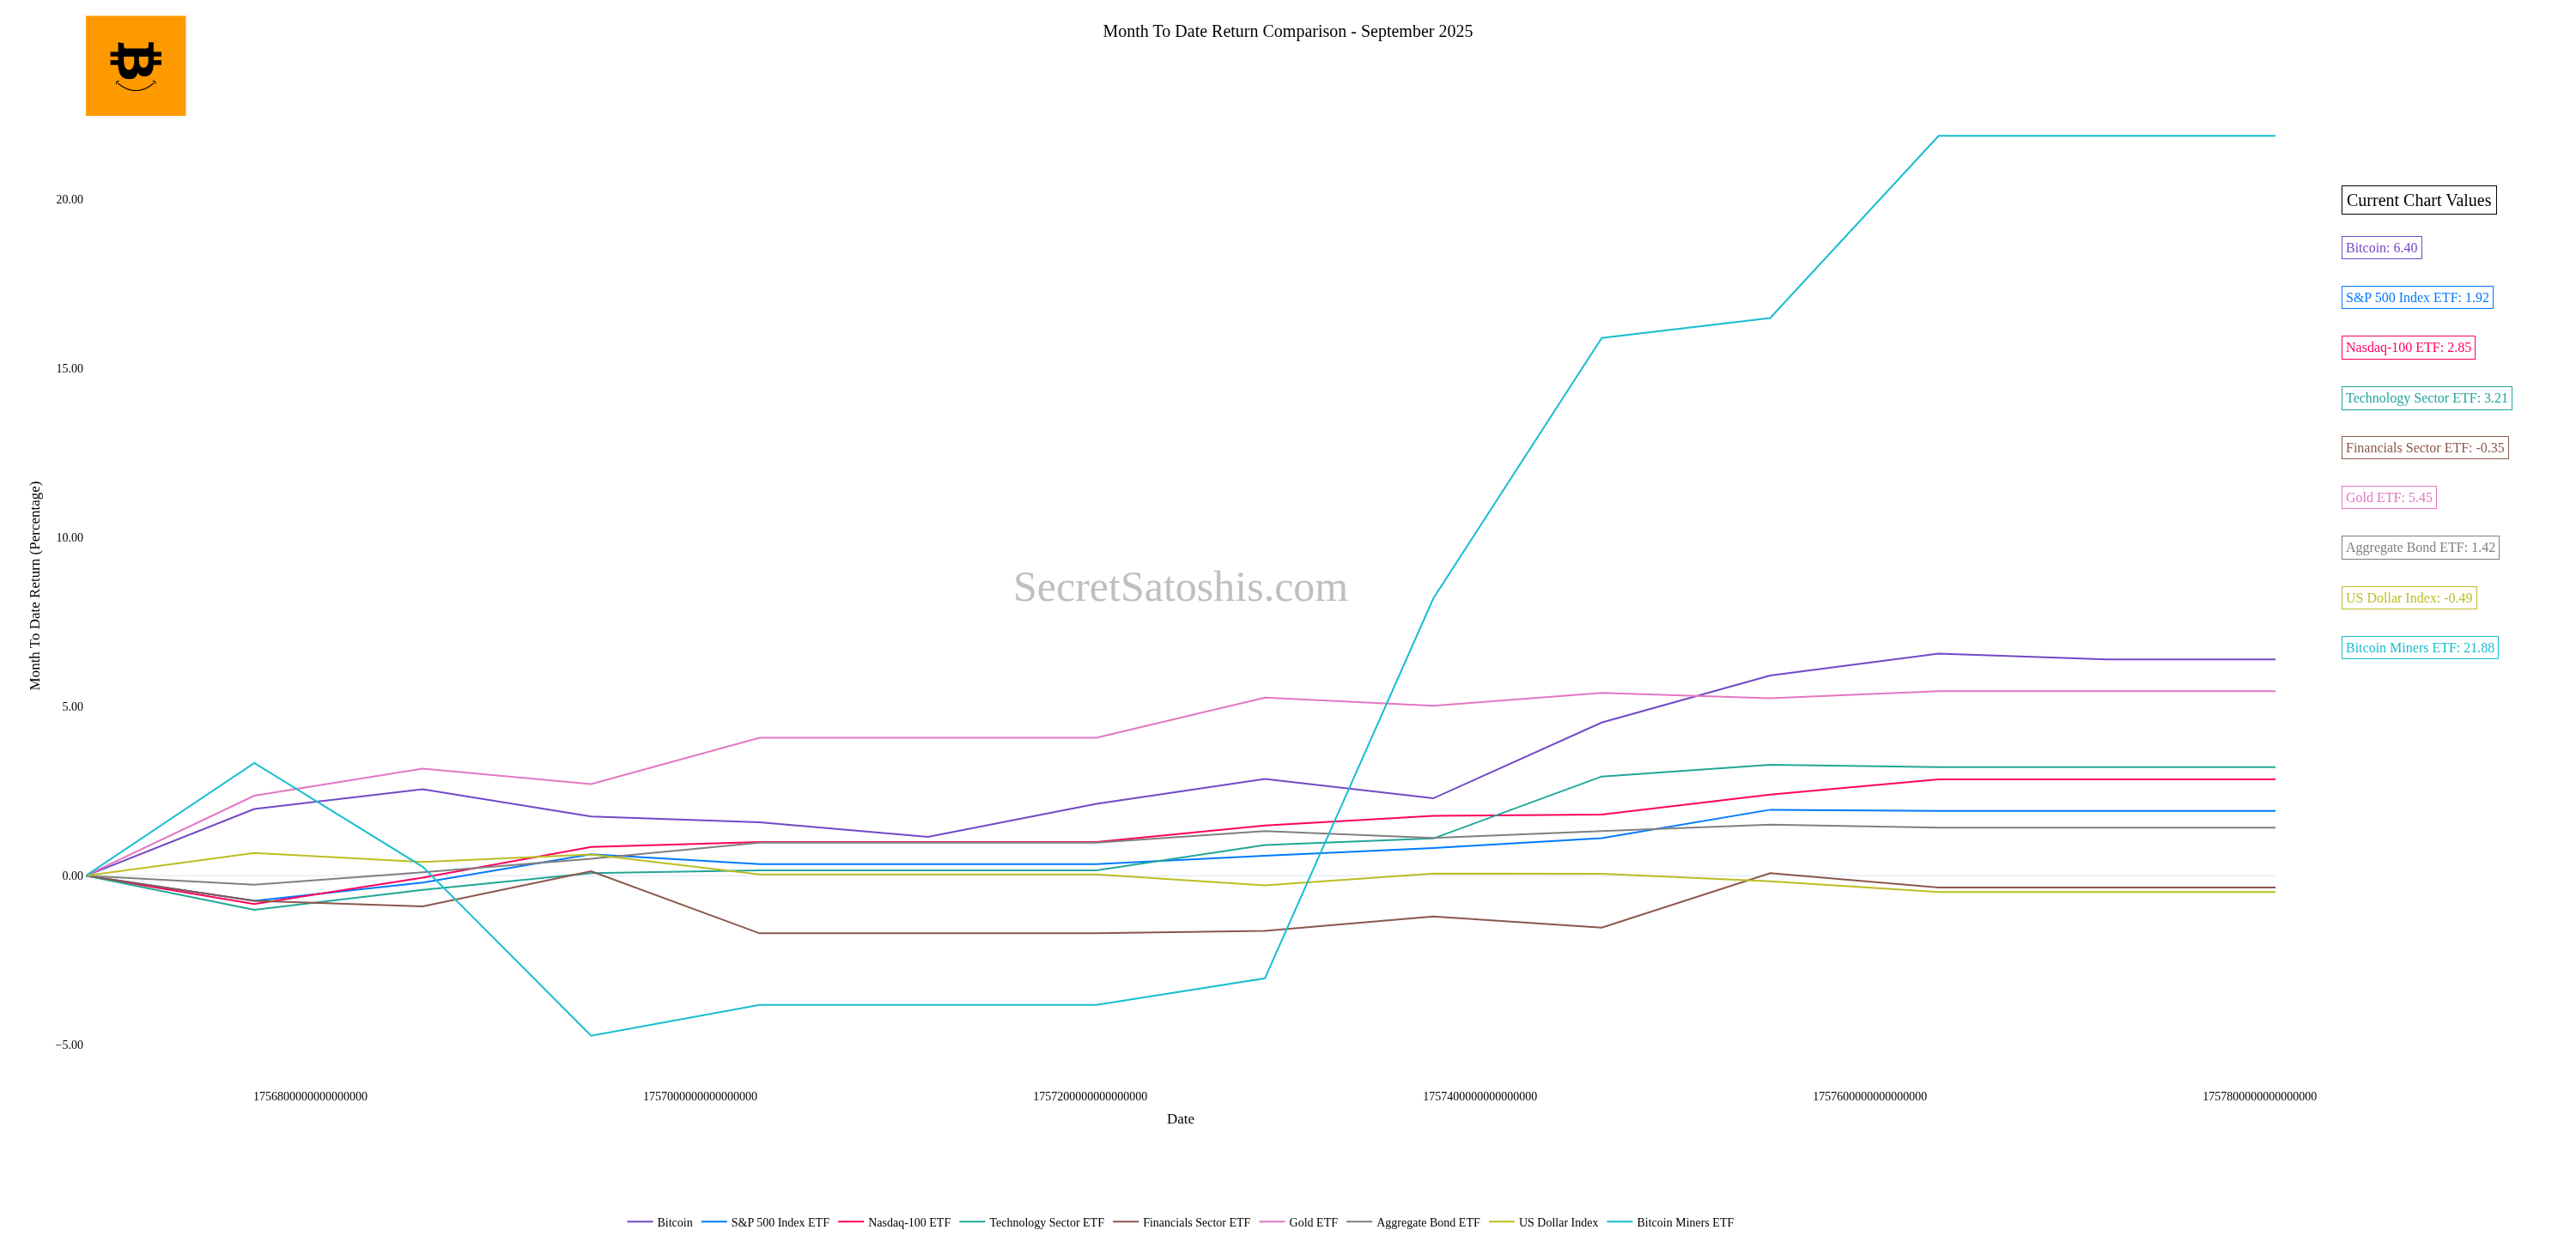 Month To Date Return Comparison - September 2025
20.00
15.00
10.00
5.00
0.00
−5.00
Month To Date Return (Percentage)
SecretSatoshis.com
Current Chart Values
Bitcoin: 6.40
S&P 500 Index ETF: 1.92
Nasdaq-100 ETF: 2.85
Technology Sector ETF: 3.21
Financials Sector ETF: -0.35
Gold ETF: 5.45
Aggregate Bond ETF: 1.42
US Dollar Index: -0.49
Bitcoin Miners ETF: 21.88
1756800000000000000 1757000000000000000 1757200000000000000 1757400000000000000 1757600000000000000 1757800000000000000
Date
Bitcoin S&P 500 Index ETF Nasdaq-100 ETF Technology Sector ETF Financials Sector ETF Gold ETF Aggregate Bond ETF US Dollar Index Bitcoin Miners ETF